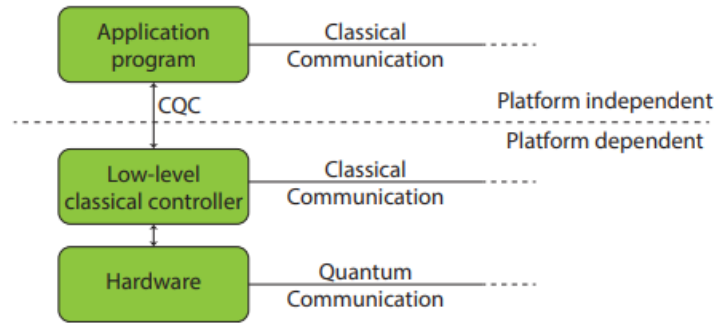 Application
program
Classical
Communication
CQC
Platform independent
Platform dependent
Low-level
classical controller
Classical
Communication
Hardware
Quantum
Communication